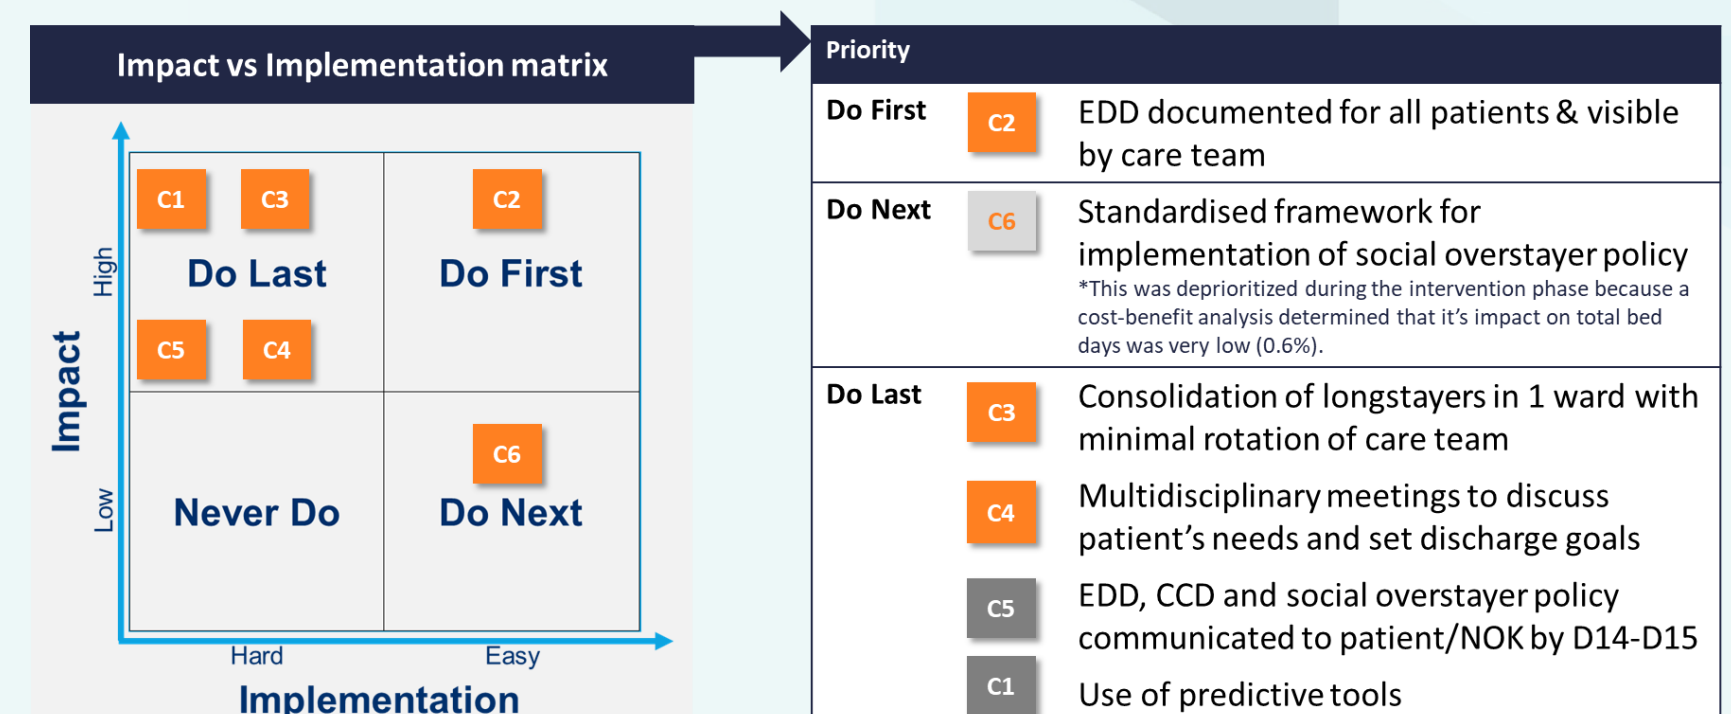 Impact vs Implementation matrix
Impact
High
Low
C1
C3
C2
Do Last
Do First
C5
C4
C6
Never Do
Do Next
Hard
Easy
Implementation
Priority
Do First
C2
EDD documented for all patients & visible
by care team
Do Next
C6
Standardised framework for
implementation of social overstayer policy
*This was deprioritized during the intervention phase because a
cost-benefit analysis determined that it's impact on total bed
days was very low (0.6%).
Do Last
C3
Consolidation of longstayers in 1 ward with
minimal rotation of care team
C4
Multidisciplinary meetings to discuss
patient's needs and set discharge goals
C5
EDD, CCD and social overstayer policy
communicated to patient/NOK by D14-D15
C1
Use of predictive tools